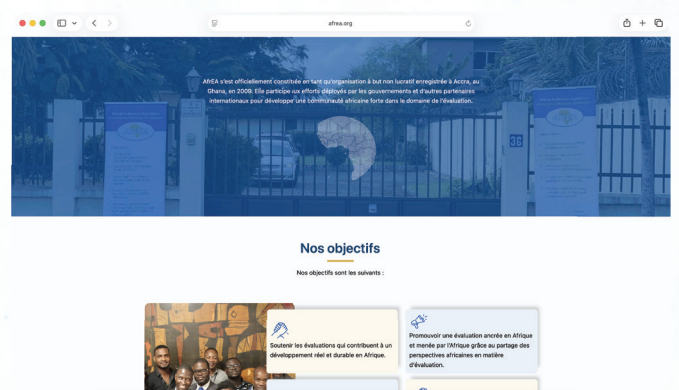 afrea.org
AfrEA s'est officiellement constituée en tant qu'organisation à but non lucratif enregistrée à Accra, au
Ghana, en 2009. Elle participe aux efforts déployés par les gouvernements et d'autres partenaires
internationaux pour développer une communauté africaine forte dans le domaine de l'évaluation.
Nos objectifs
Nos objectifs sont les suivants :
Soutenir les évaluations qui contribuent à un
développement réel et durable en Afrique.
Promouvoir une évaluation ancrée en Afrique
et menée par l'Afrique grâce au partage des
perspectives africaines en matière
d'évaluation.